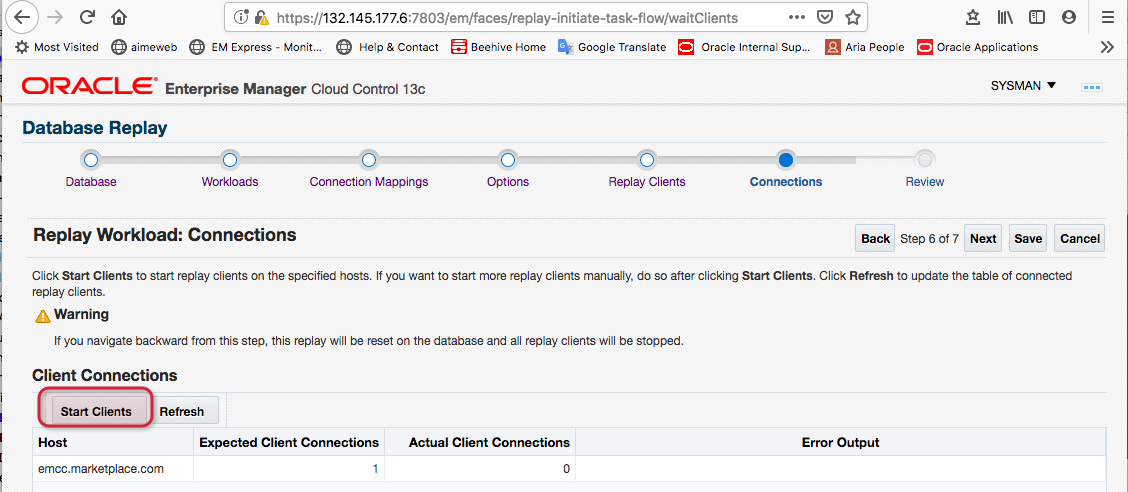 https://132.145.177.6:7803/em/faces/replay-initiate-task-flow/waitClients
Most Visited aimeweb EM Express - Monit... Help & Contact Beehive Home Google Translate Oracle Internal Sup... Aria People Oracle Applications
ORACLE Enterprise Manager Cloud Control 13c SYSMAN
Database Replay
Database Workloads Connection Mappings Options Replay Clients Connections Review
Replay Workload: Connections Back Step 6 of 7 Next Save Cancel
Click Start Clients to start replay clients on the specified hosts. If you want to start more replay clients manually, do so after clicking Start Clients. Click Refresh to update the table of connected
replay clients.
Warning
If you navigate backward from this step, this replay will be reset on the database and all replay clients will be stopped.
Client Connections
Start Clients Refresh
Host Expected Client Connections Actual Client Connections Error Output
emcc.marketplace.com 1 0